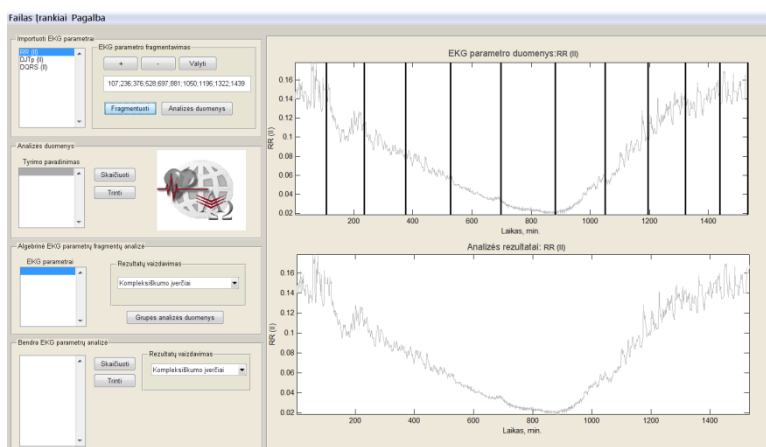 Failas Įrankiai Pagalba
Importuoti EKG parametrai
RR (II)
DJTp (II)
DQRS (II)
EKG parametro fragmentavimas
+ - Valyti
107;236;376;528;697;881;1050;1196;1322;1439
Fragmentuoti Analizės duomenys
Analizės duomenys
Tyrimo pavadinimas
Skaičiuoti
Trinti
Algebrinė EKG parametrų fragmentų analizė
EKG parametrai
Rezultatų vaizdavimas
Kompleksiškumo įverčiai
Grupės analizės duomenys
Bendra EKG parametrų analizė
Skaičiuoti
Trinti
Rezultatų vaizdavimas
Kompleksiškumo įverčiai
EKG parametro duomenys:RR (II)
RR (II)
0.16
0.14
0.12
0.1
0.08
0.06
0.04
0.02
200 400 600 800 1000 1200 1400
Laikas, min.
Analizės rezultatai: RR (II)
RR (II)
0.16
0.14
0.12
0.1
0.08
0.06
0.04
0.02
200 400 600 800 1000 1200 1400
Laikas, min.